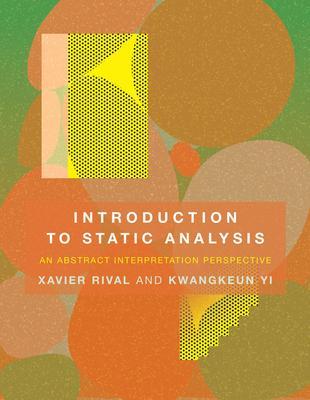 INTRODUCTION
TO STATIC ANALYSIS
AN ABSTRACT INTERPRETATION PERSPECTIVE
XAVIER RIVAL AND KWANGKEUN YI